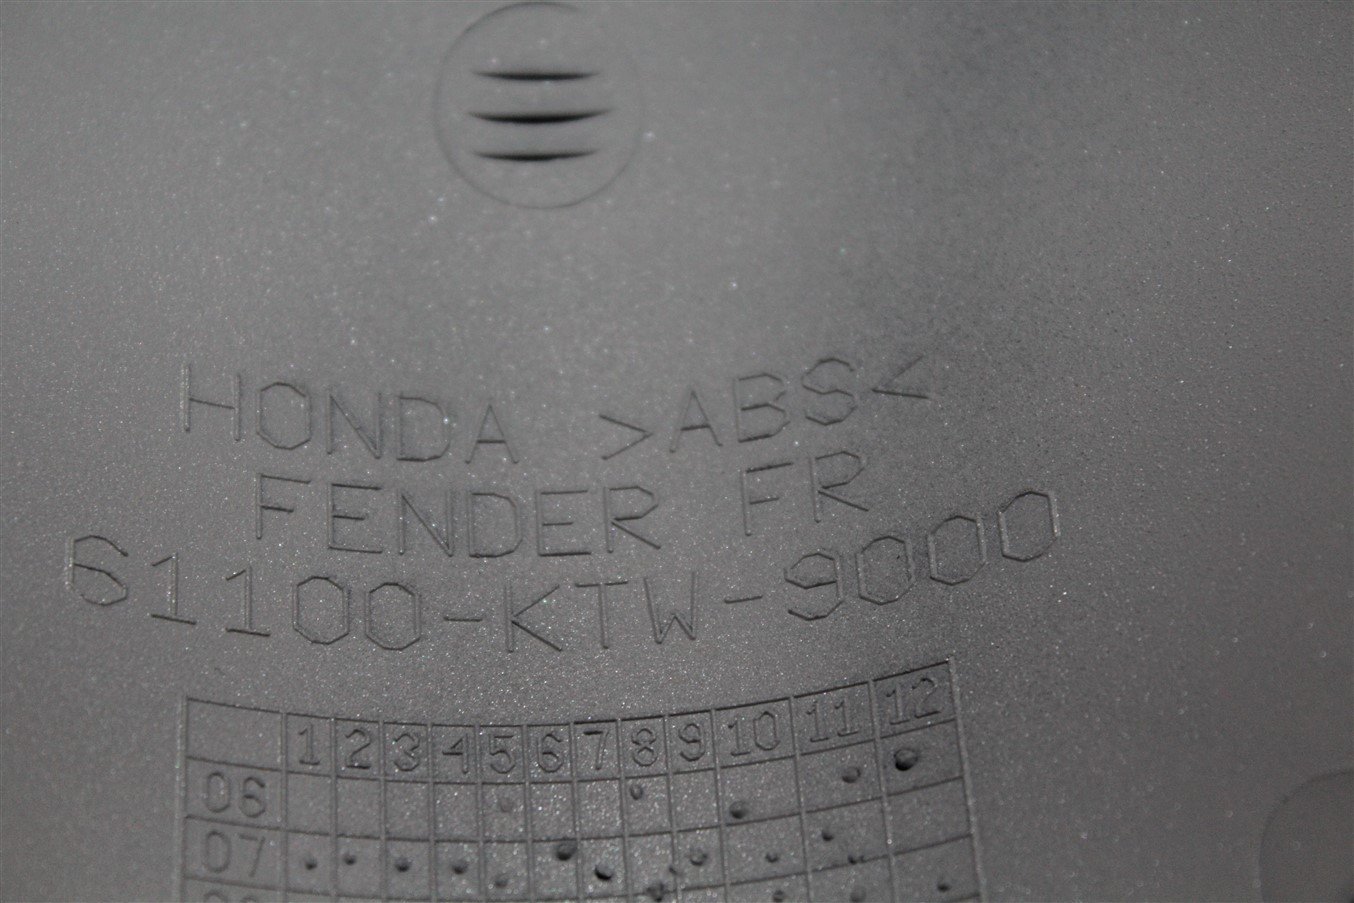 HONDA >ABS<
FENDER FR
61100-KTW-9000
1 2 3 4 5 6 7 8 9 10 11 12
06
07